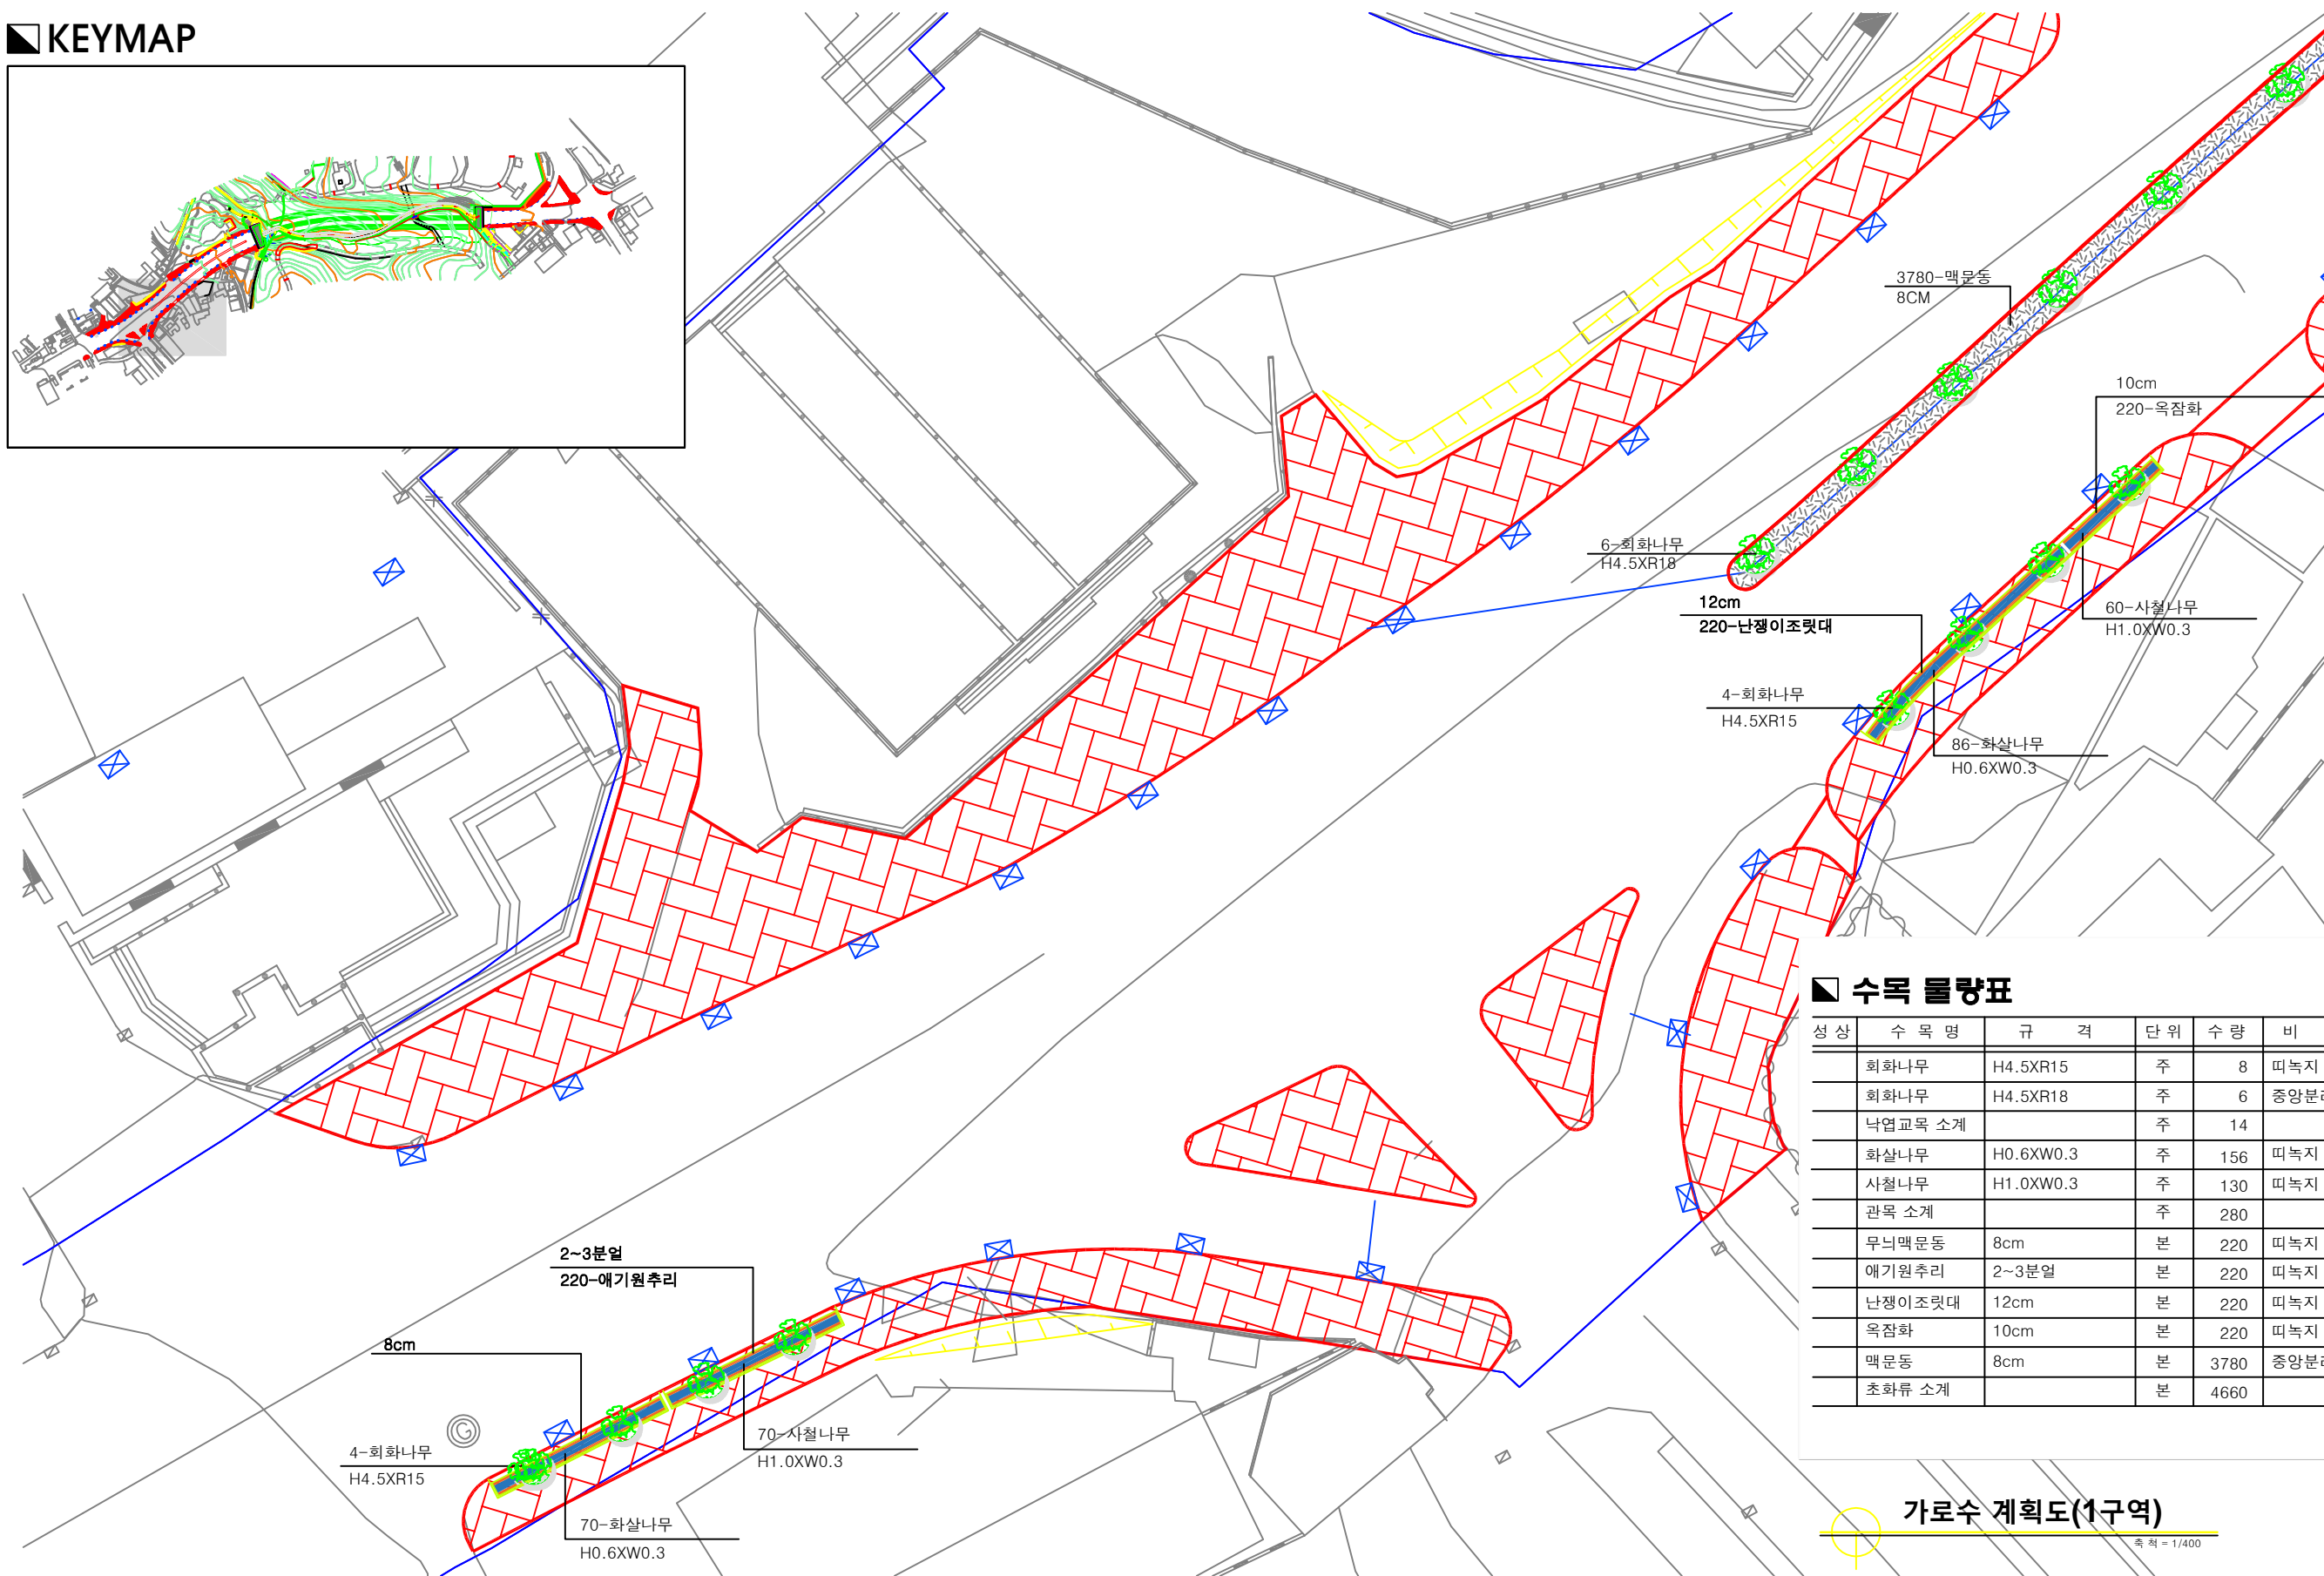 KEYMAP
3780-맥문동
8CM
10cm
220-옥잠화
6-회화나무
H4.5XR18
12cm
220-난쟁이조릿대
60-사철나무
H1.0XW0.3
4-회화나무
H4.5XR15
86-화살나무
H0.6XW0.3
2~3분얼
220-애기원추리
8cm
4-회화나무
H4.5XR15
70-사철나무
H1.0XW0.3
70-화살나무
H0.6XW0.3
수목 물량표
성 상 수 목 명 규 격 단 위 수 량 비
회화나무 H4.5XR15 주 8 띠녹지
회화나무 H4.5XR18 주 6 중앙분
낙엽교목 소계 주 14
화살나무 H0.6XW0.3 주 156 띠녹지
사철나무 H1.0XW0.3 주 130 띠녹지
관목 소계 주 280
무늬맥문동 8cm 본 220 띠녹지
애기원추리 2~3분얼 본 220 띠녹지
난쟁이조릿대 12cm 본 220 띠녹지
옥잠화 10cm 본 220 띠녹지
맥문동 8cm 본 3780 중앙분
초화류 소계 본 4660
가로수 계획도(1구역)
축 척 = 1/400